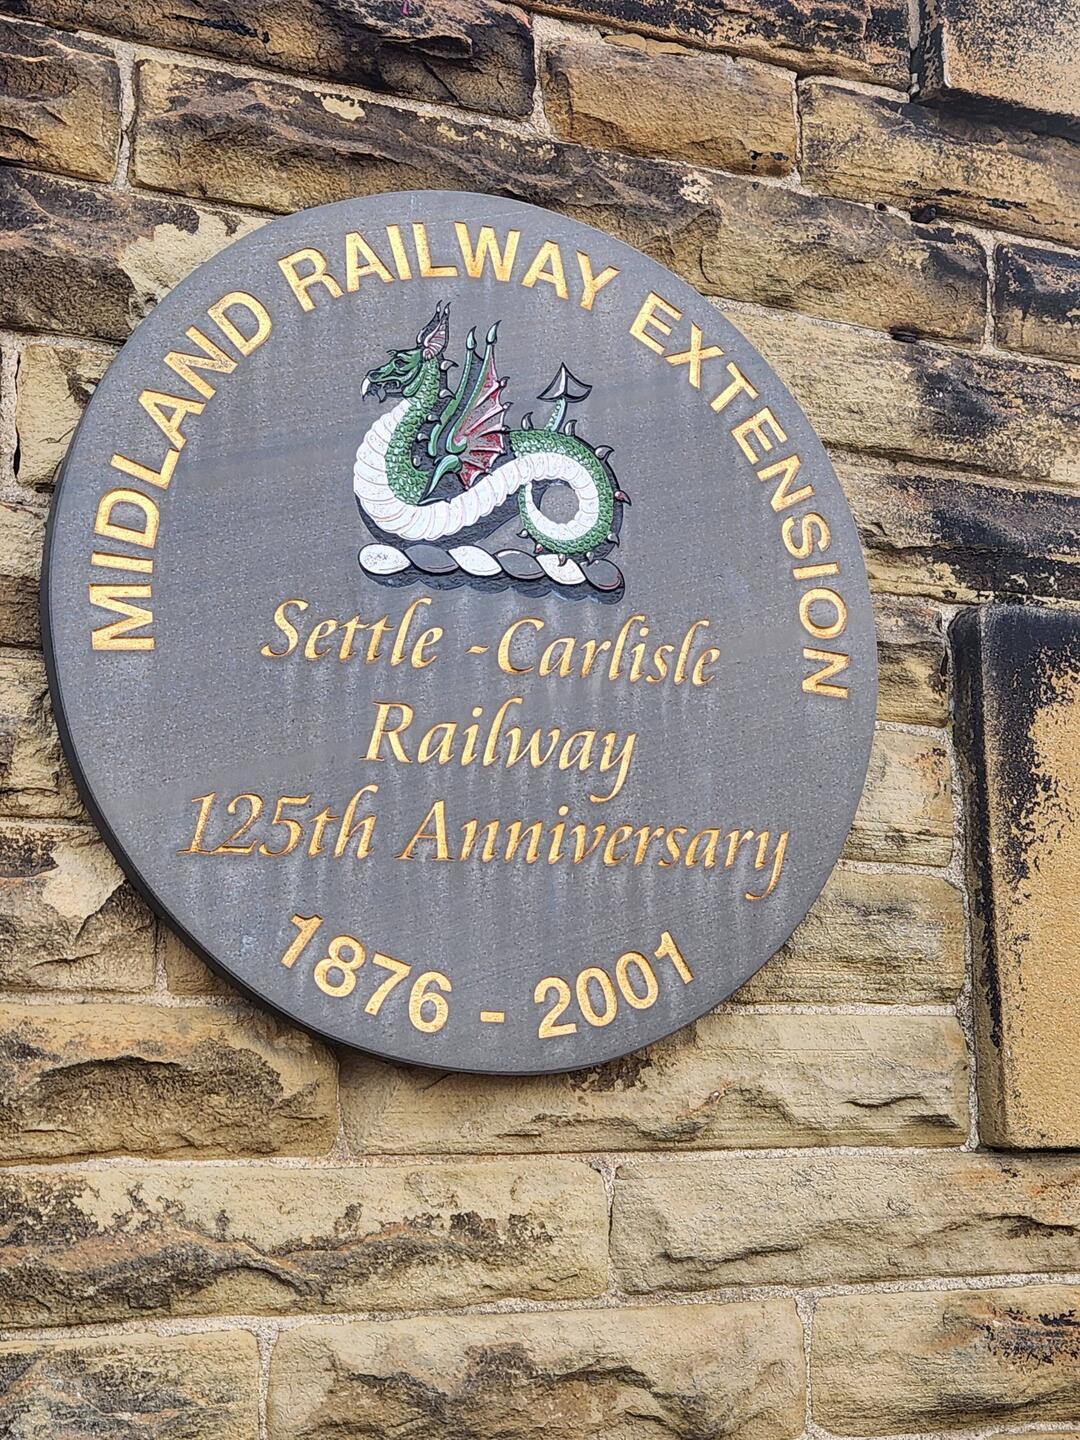 MIDLAND RAILWAY EXTENSION
Settle - Carlisle
Railway
125th Anniversary
1876 - 2001